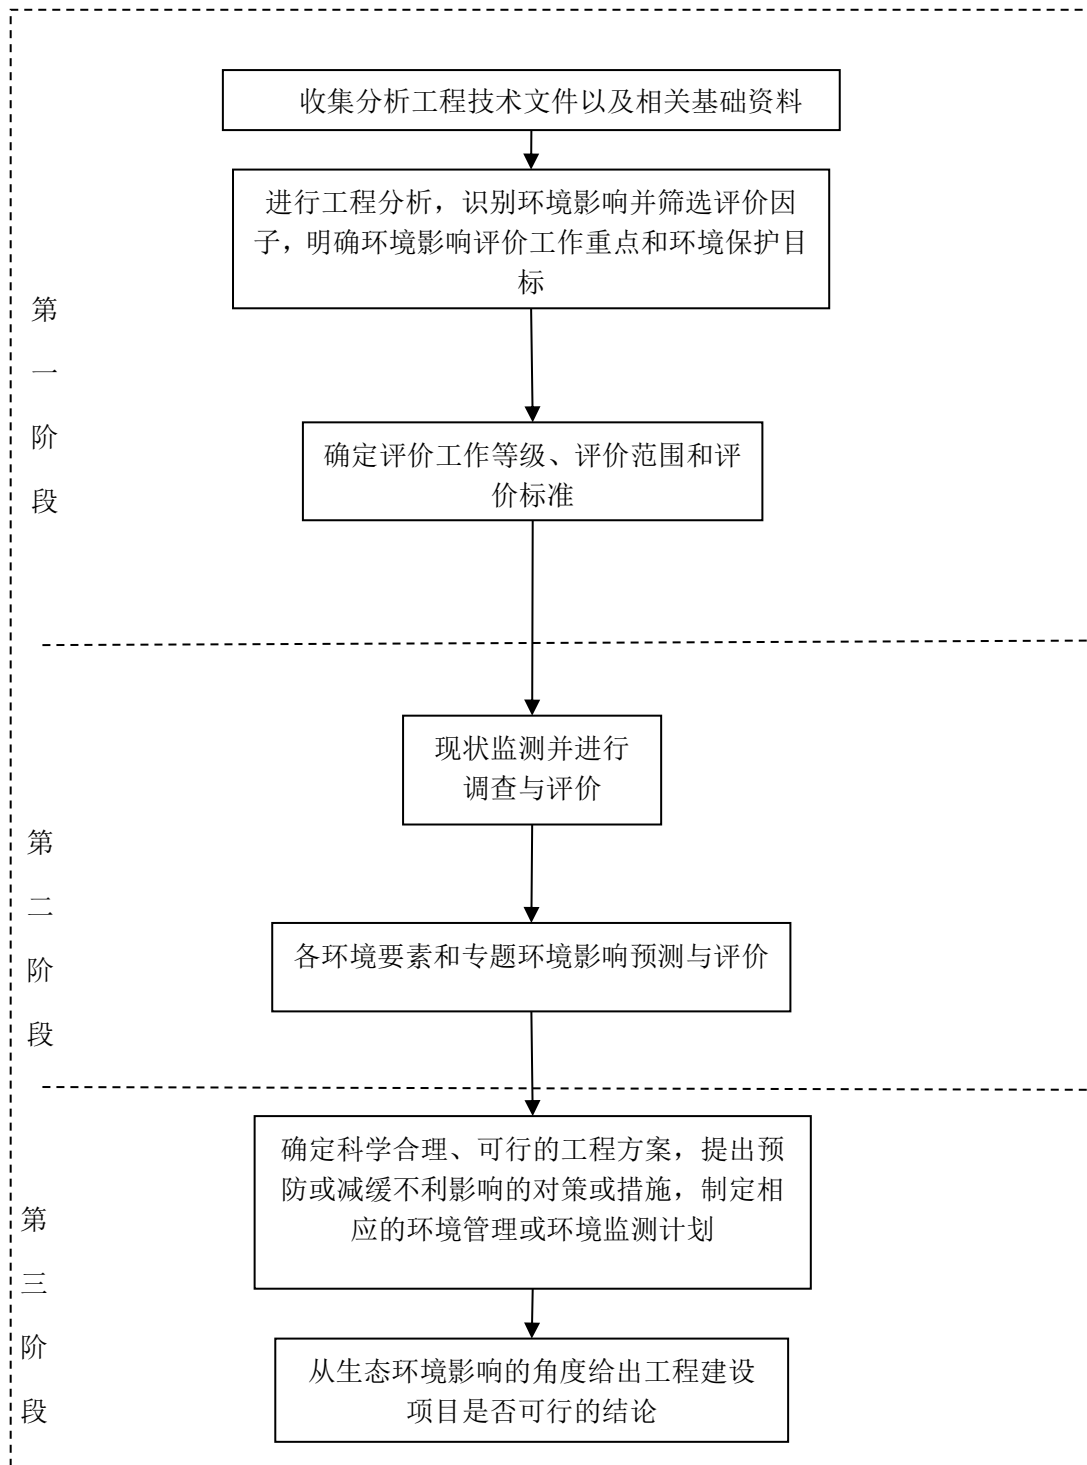 收集分析工程技术文件以及相关基础资料
进行工程分析，识别环境影响并筛选评价因
子，明确环境影响评价工作重点和环境保护目
标
第
一
阶
段
确定评价工作等级、评价范围和评
价标准
现状监测并进行
调查与评价
第
二
阶
段
各环境要素和专题环境影响预测与评价
确定科学合理、可行的工程方案，提出预
防或减缓不利影响的对策或措施，制定相
应的环境管理或环境监测计划
第
三
阶
段
从生态环境影响的角度给出工程建设
项目是否可行的结论